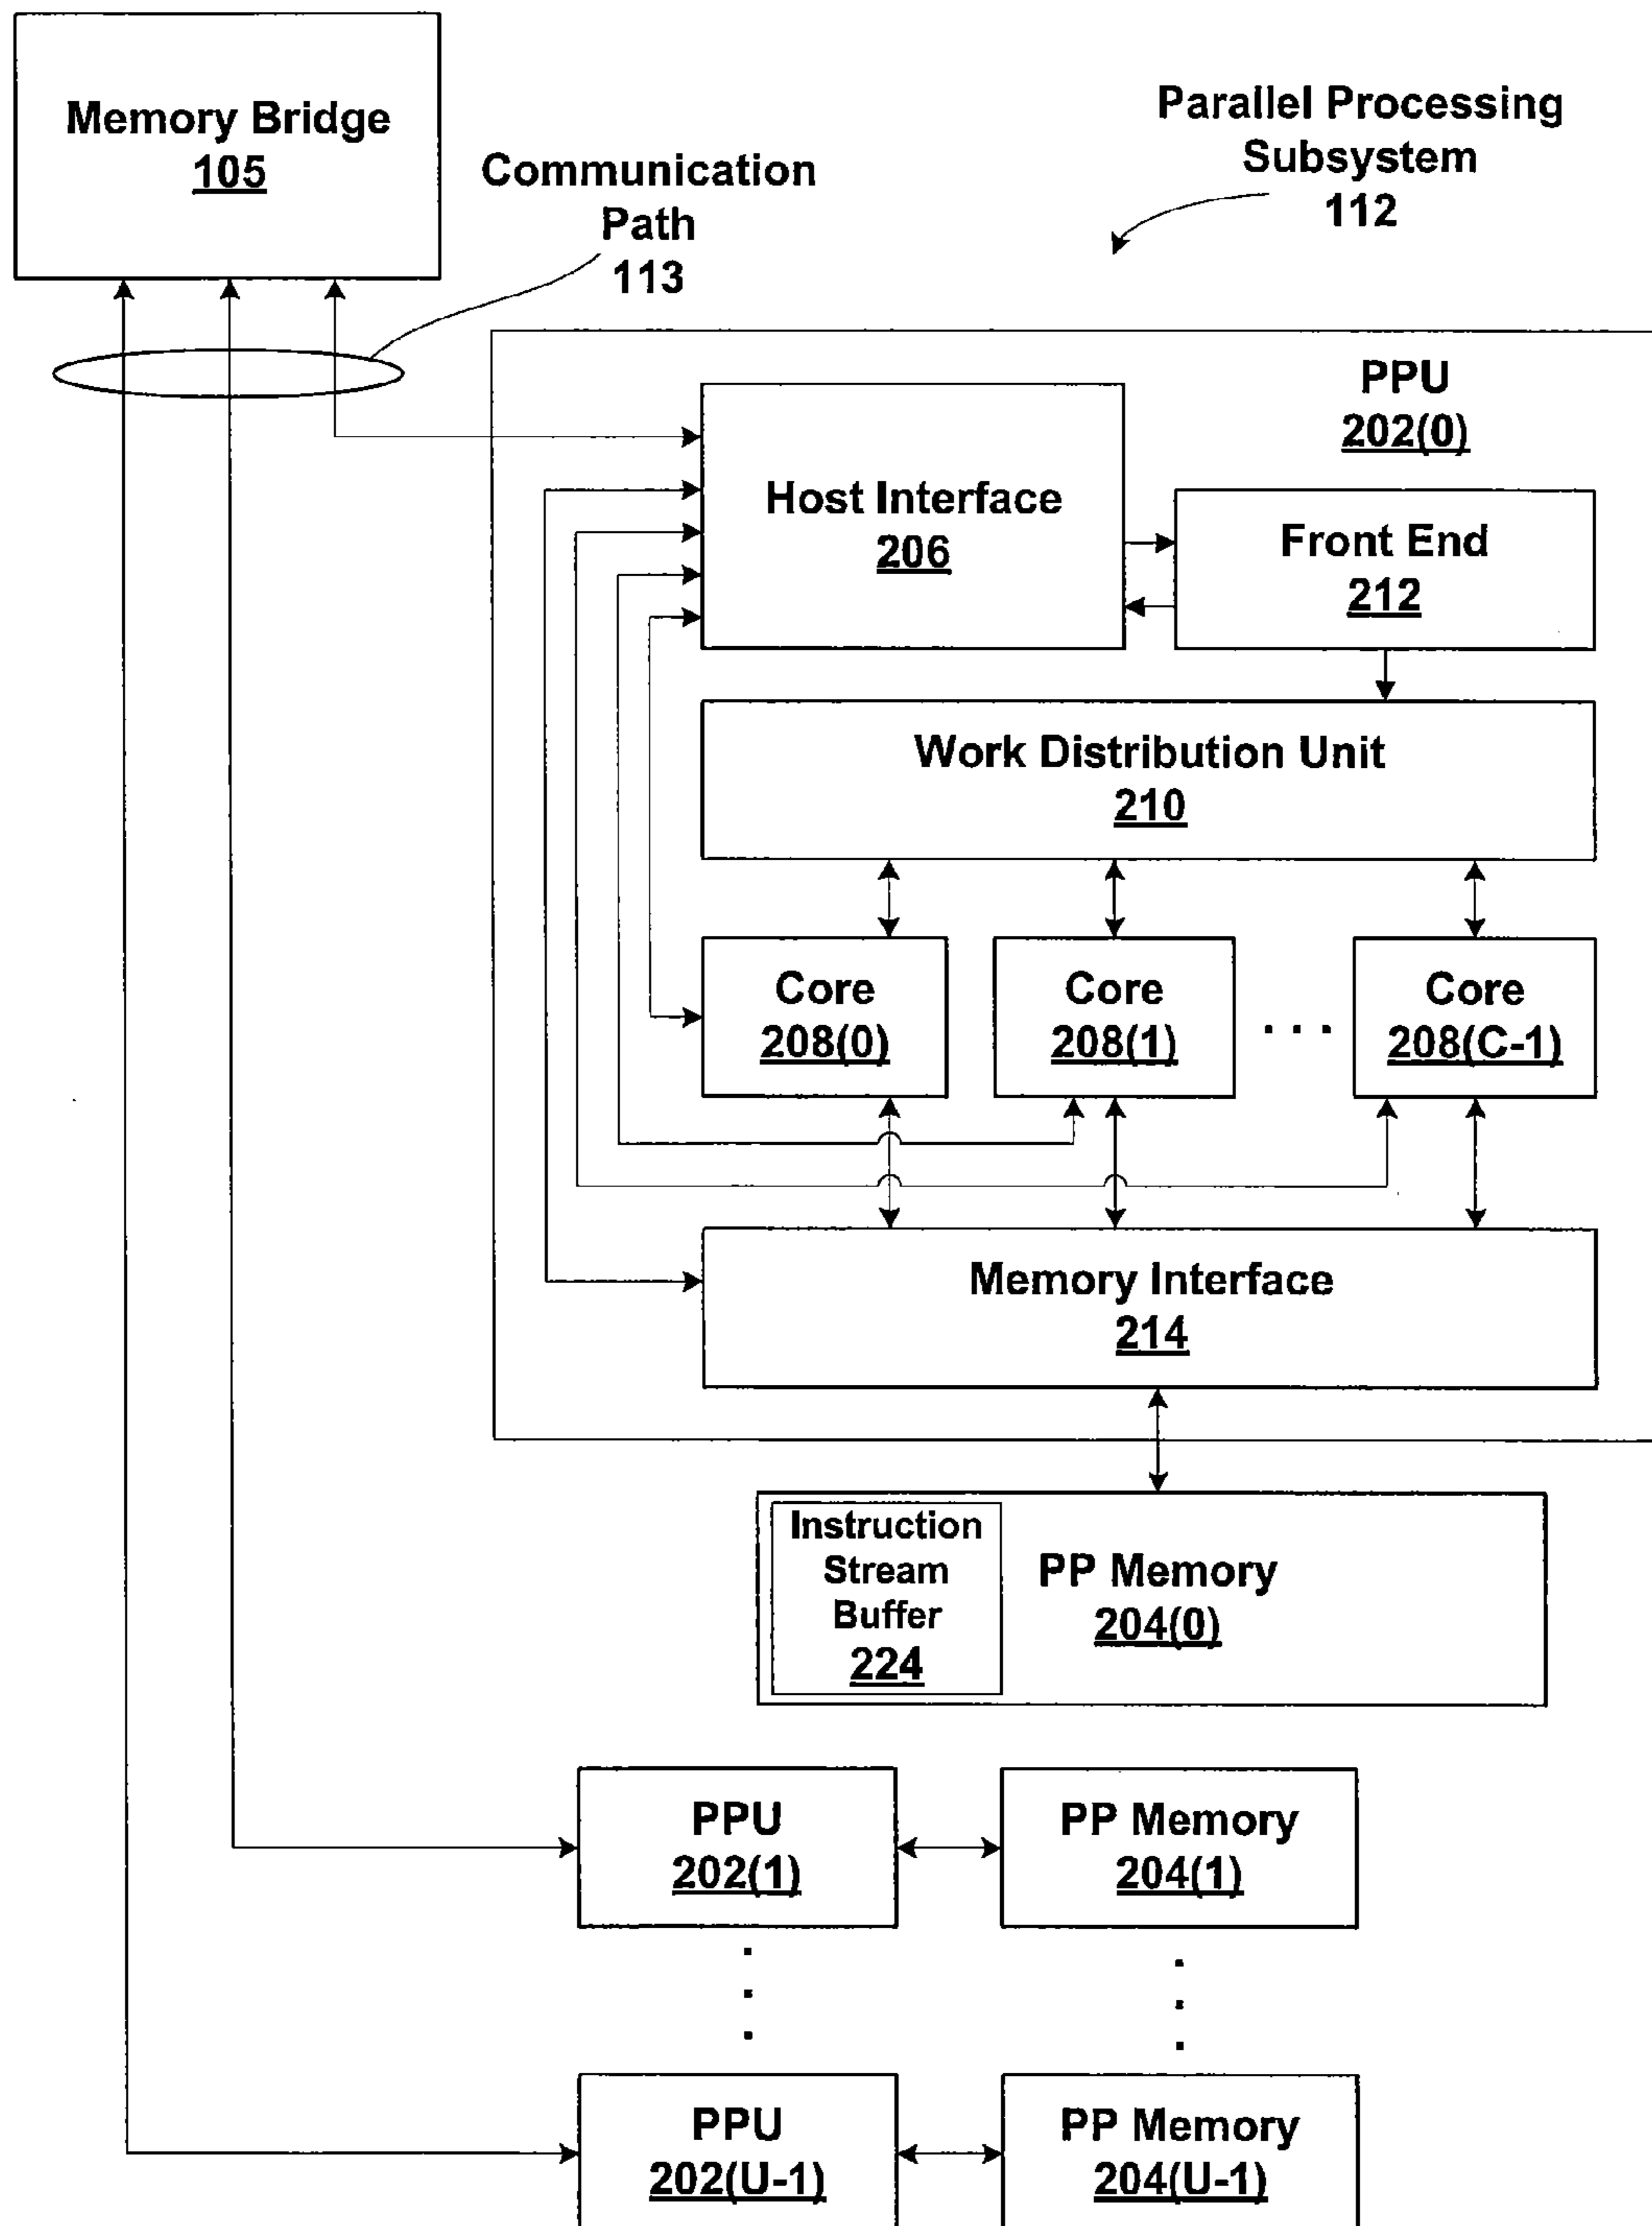 Memory Bridge
105
Communication
Path
113
Parallel Processing
Subsystem
112
PPU
202(0)
Host Interface
206
Front End
212
Work Distribution Unit
210
Core
208(0)
Core
208(1)
. . .
Core
208(C-1)
Memory Interface
214
Instruction
Stream
Buffer
224
PP Memory
204(0)
PPU
202(1)
PP Memory
204(1)
PPU
202(U-1)
PP Memory
204(U-1)